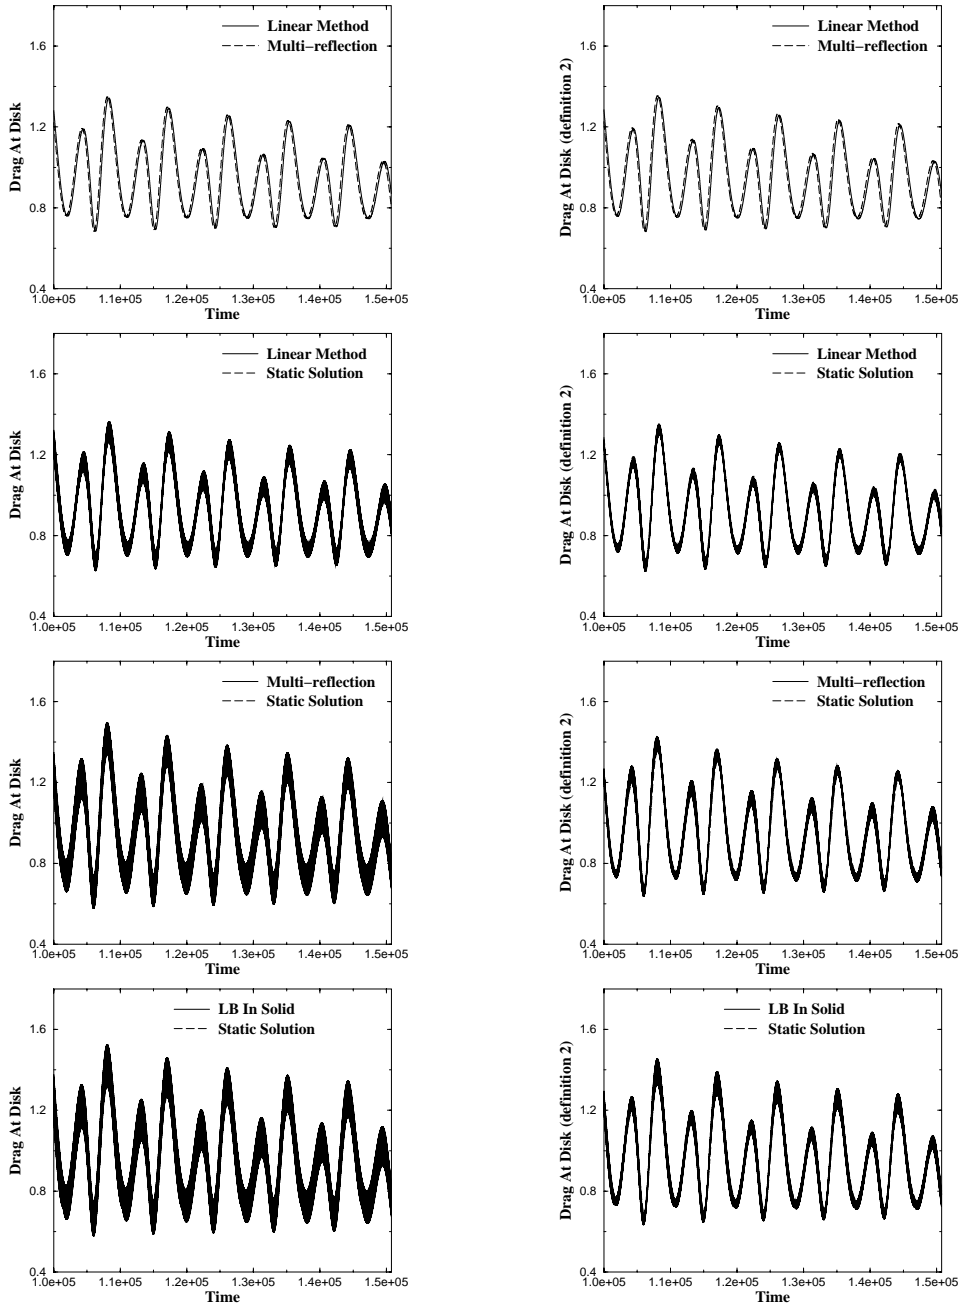 Linear Method
Multi−reflection
1.6
1.2
0.8
0.4
Drag At Disk
1.0e+05 1.1e+05 1.2e+05 1.3e+05 1.4e+05 1.5e+05
Time
Linear Method
Multi−reflection
1.6
1.2
0.8
0.4
Drag At Disk (definition 2)
1.0e+05 1.1e+05 1.2e+05 1.3e+05 1.4e+05 1.5e+05
Time
Linear Method
Static Solution
1.6
1.2
0.8
0.4
Drag At Disk
1.0e+05 1.1e+05 1.2e+05 1.3e+05 1.4e+05 1.5e+05
Time
Linear Method
Static Solution
1.6
1.2
0.8
0.4
Drag At Disk (definition 2)
1.0e+05 1.1e+05 1.2e+05 1.3e+05 1.4e+05 1.5e+05
Time
Multi−reflection
Static Solution
1.6
1.2
0.8
0.4
Drag At Disk
1.0e+05 1.1e+05 1.2e+05 1.3e+05 1.4e+05 1.5e+05
Time
Multi−reflection
Static Solution
1.6
1.2
0.8
0.4
Drag At Disk (definition 2)
1.0e+05 1.1e+05 1.2e+05 1.3e+05 1.4e+05 1.5e+05
Time
LB In Solid
Static Solution
1.6
1.2
0.8
0.4
Drag At Disk
1.0e+05 1.1e+05 1.2e+05 1.3e+05 1.4e+05 1.5e+05
Time
LB In Solid
Static Solution
1.6
1.2
0.8
0.4
Drag At Disk (definition 2)
1.0e+05 1.1e+05 1.2e+05 1.3e+05 1.4e+05 1.5e+05
Time